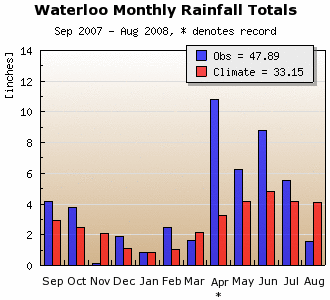 Waterloo Monthly Rainfall Totals
Sep 2007 - Aug 2008, * denotes record
Obs = 47.89
Climate = 33.15
[inches]
14
12
10
8
6
4
2
0
Sep Oct Nov Dec Jan Feb Mar Apr May Jun Jul Aug
*